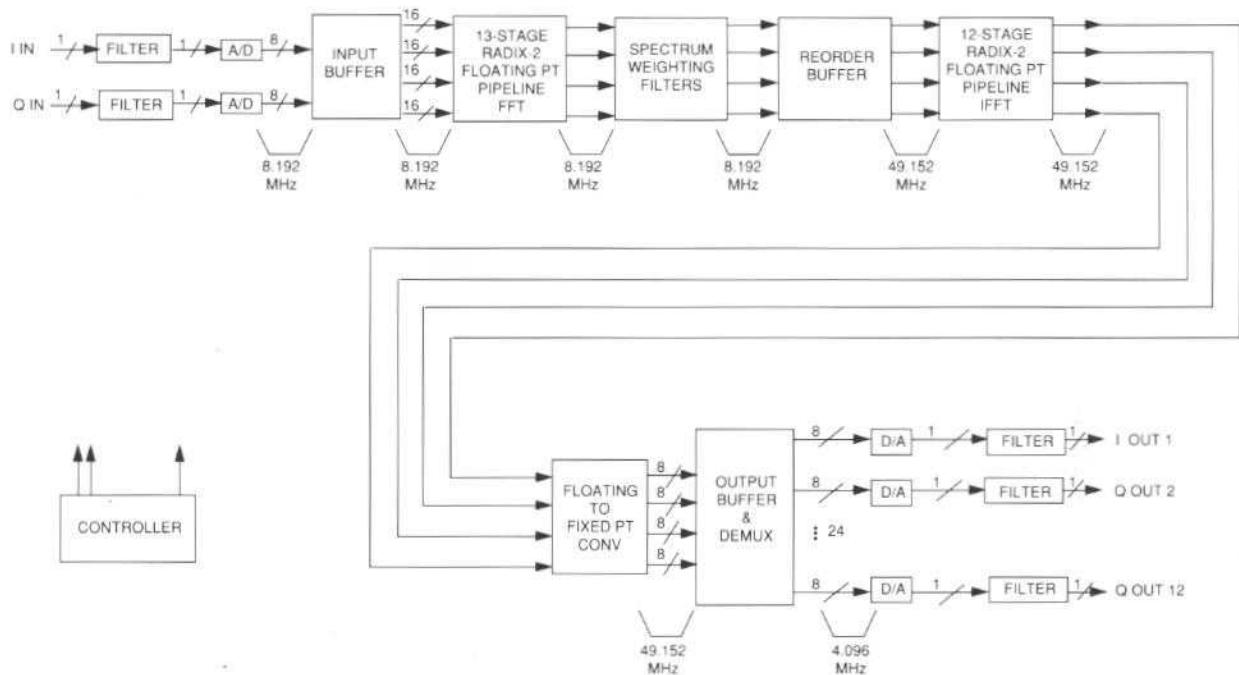 I IN
1
FILTER
1
A/D
8
Q IN
1
FILTER
1
A/D
8
INPUT
BUFFER
16
16
16
16
13-STAGE
RADIX-2
FLOATING PT
PIPELINE
FFT
SPECTRUM
WEIGHTING
FILTERS
REORDER
BUFFER
12-STAGE
RADIX-2
FLOATING PT
PIPELINE
IFFT
8.192
MHz
8.192
MHz
8.192
MHz
8.192
MHz
49.152
MHz
49.152
MHz
CONTROLLER
FLOATING
TO
FIXED PT
CONV
8
8
8
8
OUTPUT
BUFFER
&
DEMUX
8
D/A
1
FILTER
1
I OUT 1
8
D/A
1
FILTER
1
Q OUT 2
24
8
D/A
1
FILTER
1
Q OUT 12
49.152
MHz
4.096
MHz